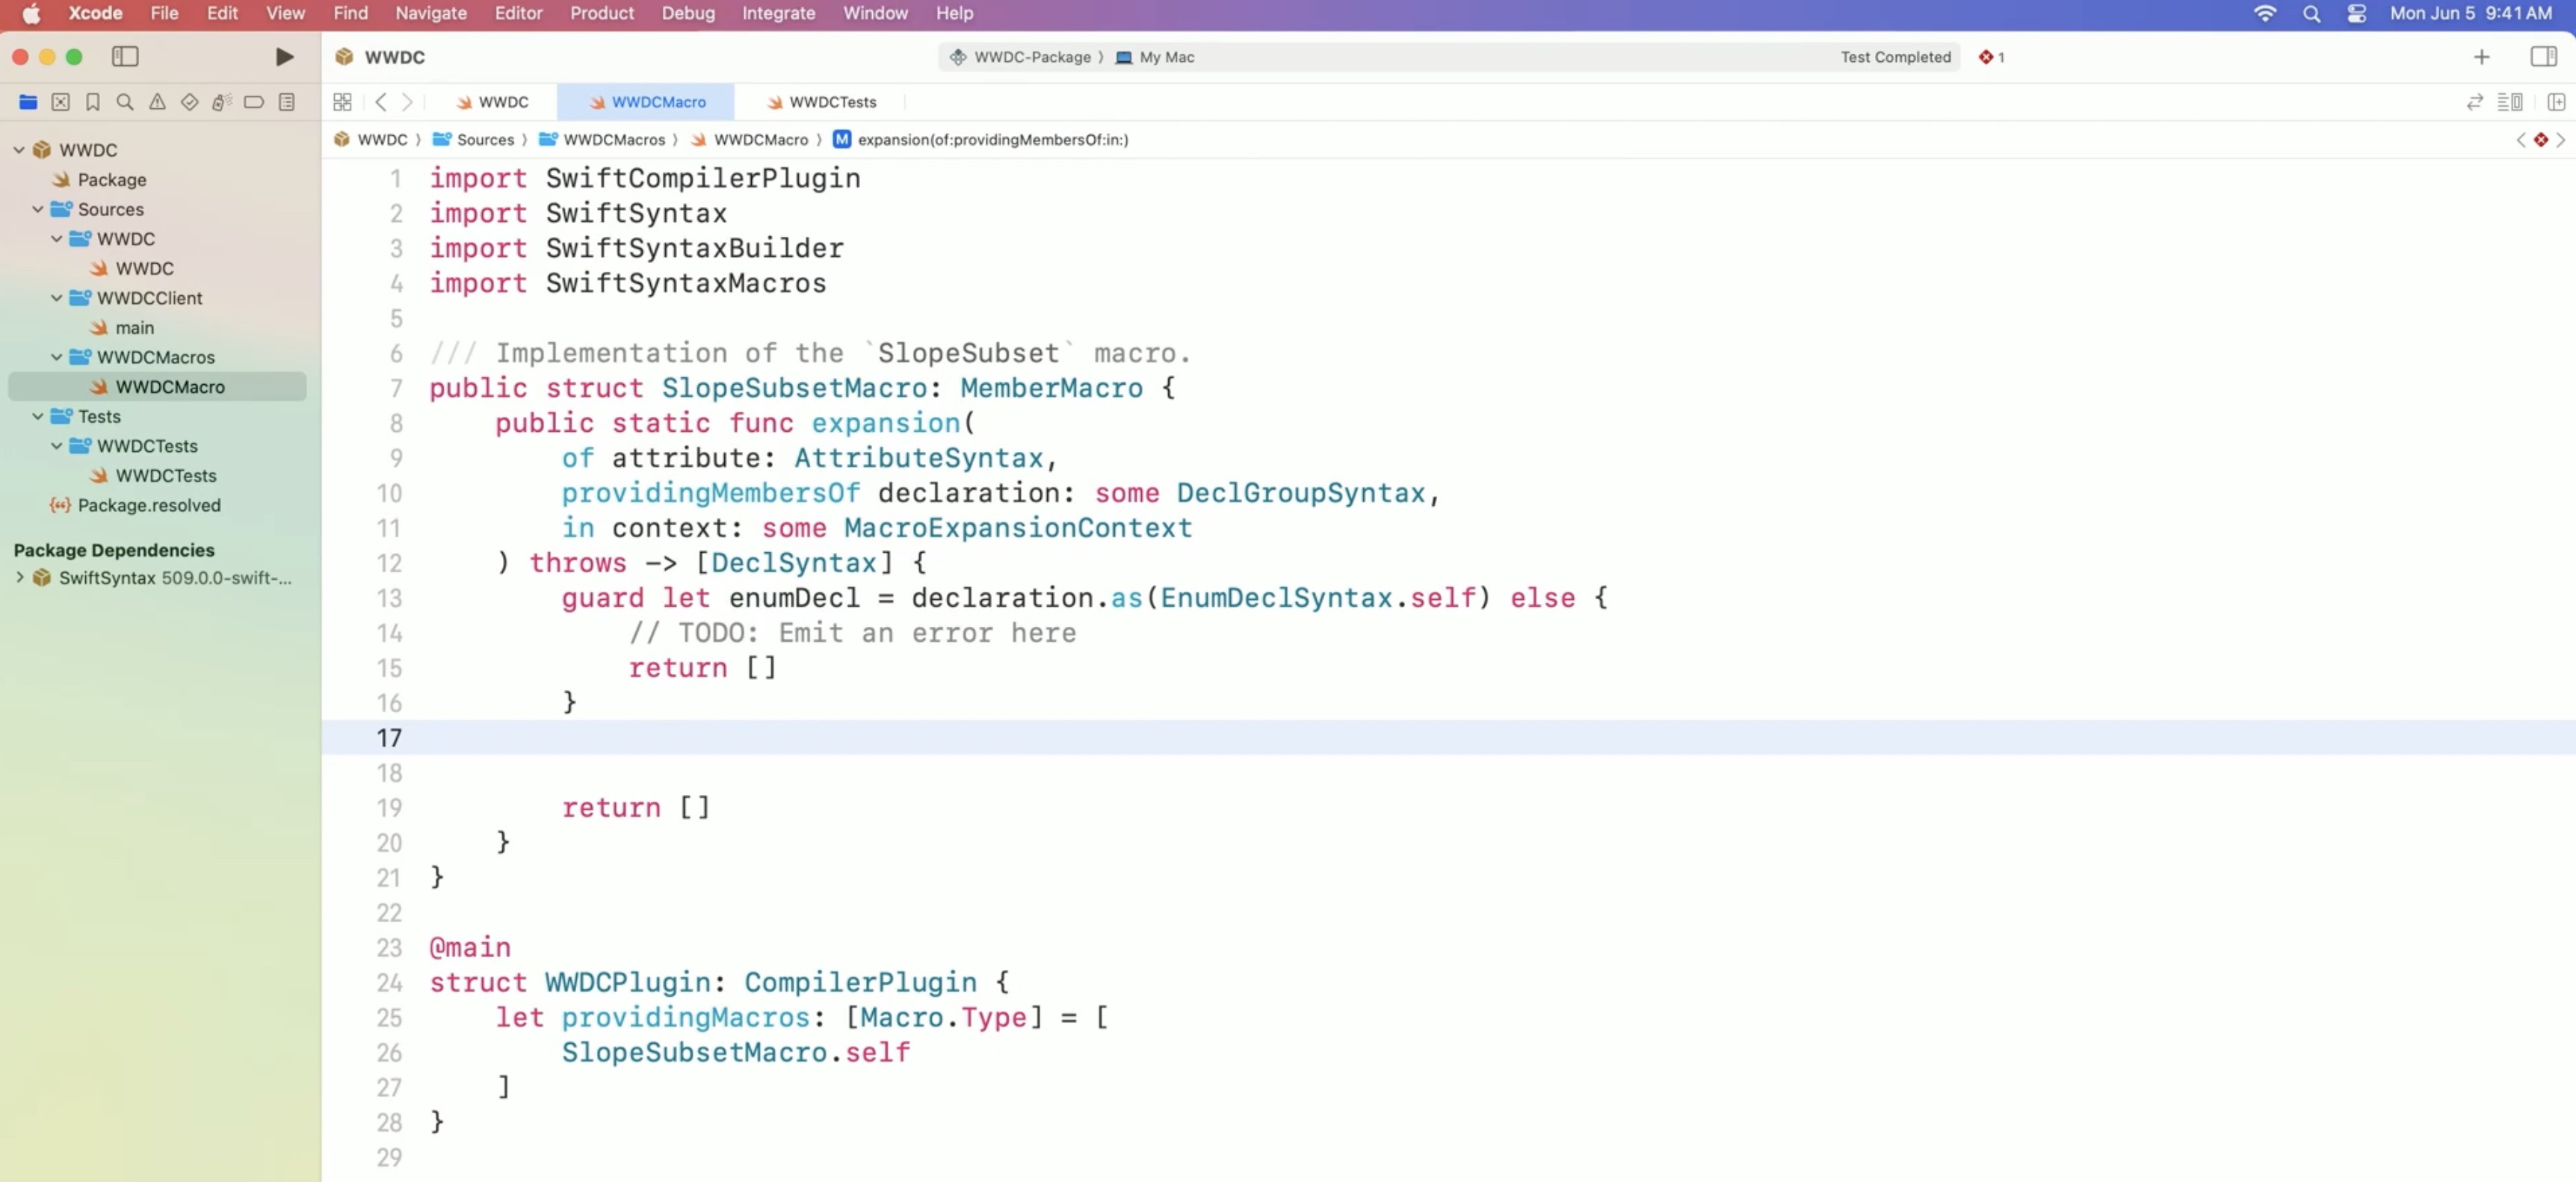 Xcode File Edit View Find Navigate Editor Product Debug Integrate Window Help Mon Jun 5 9:41 AM
WWDC WWDC-Package ⟩ My Mac Test Completed 1
WWDC WWDCMacro WWDCTests
WWDC ⟩ Sources ⟩ WWDCMacros ⟩ WWDCMacro ⟩ M expansion(of:providingMembersOf:in:)
WWDC
Package
Sources
WWDC
WWDC
WWDCClient
main
WWDCMacros
WWDCMacro
Tests
WWDCTests
WWDCTests
Package.resolved
Package Dependencies
SwiftSyntax 509.0.0-swift-...
1 import SwiftCompilerPlugin
2 import SwiftSyntax
3 import SwiftSyntaxBuilder
4 import SwiftSyntaxMacros
5
6 /// Implementation of the `SlopeSubset` macro.
7 public struct SlopeSubsetMacro: MemberMacro {
8     public static func expansion(
9         of attribute: AttributeSyntax,
10         providingMembersOf declaration: some DeclGroupSyntax,
11         in context: some MacroExpansionContext
12     ) throws -> [DeclSyntax] {
13         guard let enumDecl = declaration.as(EnumDeclSyntax.self) else {
14             // TODO: Emit an error here
15             return []
16         }
17
18
19         return []
20     }
21 }
22
23 @main
24 struct WWDCPlugin: CompilerPlugin {
25     let providingMacros: [Macro.Type] = [
26         SlopeSubsetMacro.self
27     ]
28 }
29